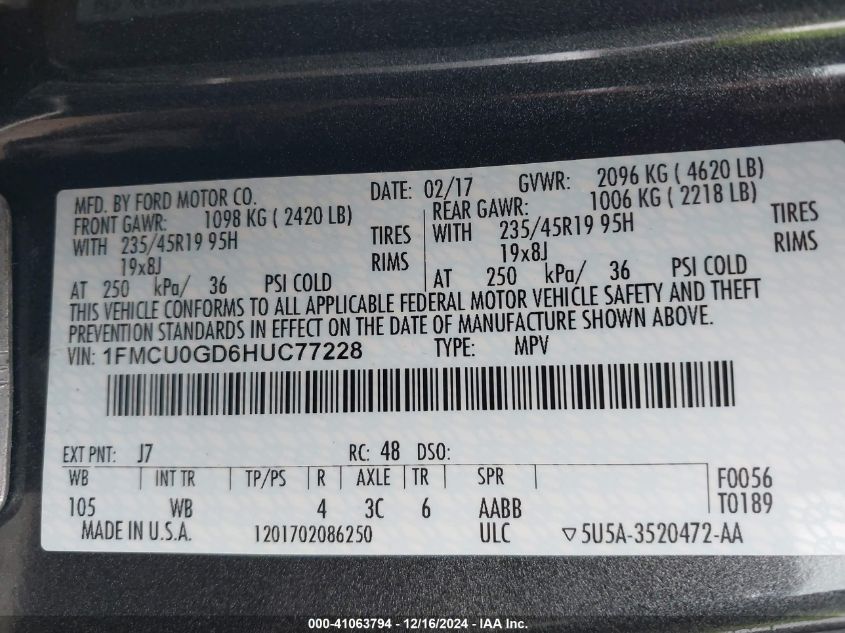 MFD. BY FORD MOTOR CO. DATE: 02/17 GVWR: 2096 KG ( 4620 LB)
FRONT GAWR: 1098 KG ( 2420 LB) REAR GAWR: 1006 KG ( 2218 LB)
WITH 235/45R19 95H TIRES WITH 235/45R19 95H TIRES
19x8J RIMS 19x8J RIMS
AT 250 kPa/ 36 PSI COLD AT 250 kPa/ 36 PSI COLD
THIS VEHICLE CONFORMS TO ALL APPLICABLE FEDERAL MOTOR VEHICLE SAFETY AND THEFT
PREVENTION STANDARDS IN EFFECT ON THE DATE OF MANUFACTURE SHOWN ABOVE.
VIN: 1FMCU0GD6HUC77228 TYPE: MPV
EXT PNT: J7 RC: 48 DSO:
WB INT TR TP/PS R AXLE TR SPR F0056
105 WB 4 3C 6 AABB T0189
MADE IN U.S.A. 1201702086250 ULC ▽5U5A-3520472-AA
000-41063794 - 12/16/2024 - IAA Inc.